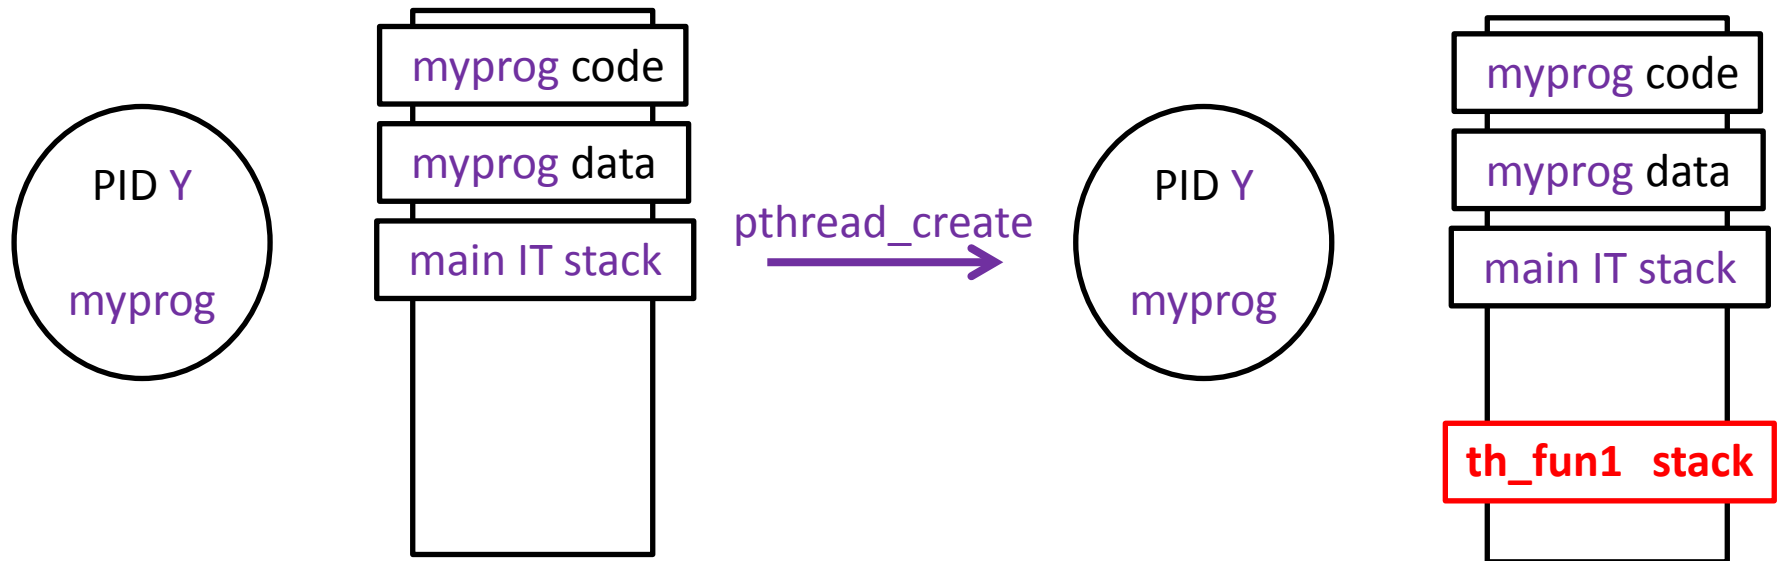 PID Y
myprog
myprog code
myprog data
main IT stack
pthread_create
PID Y
myprog
myprog code
myprog data
main IT stack
th_fun1 stack